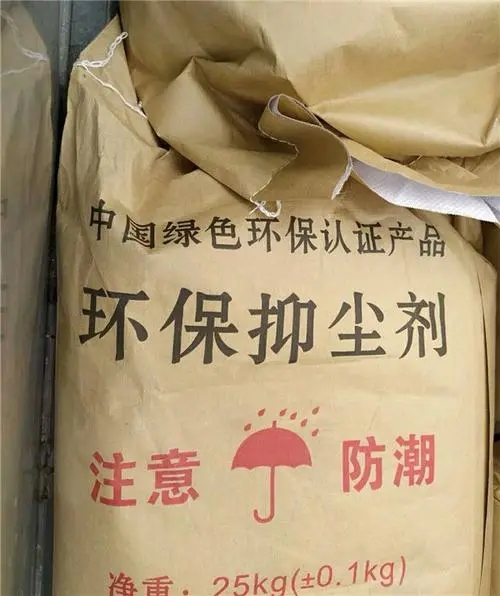 中国绿色环保认证产品
环保抑尘剂
注意 防潮
净重：25kg(±0.1kg)